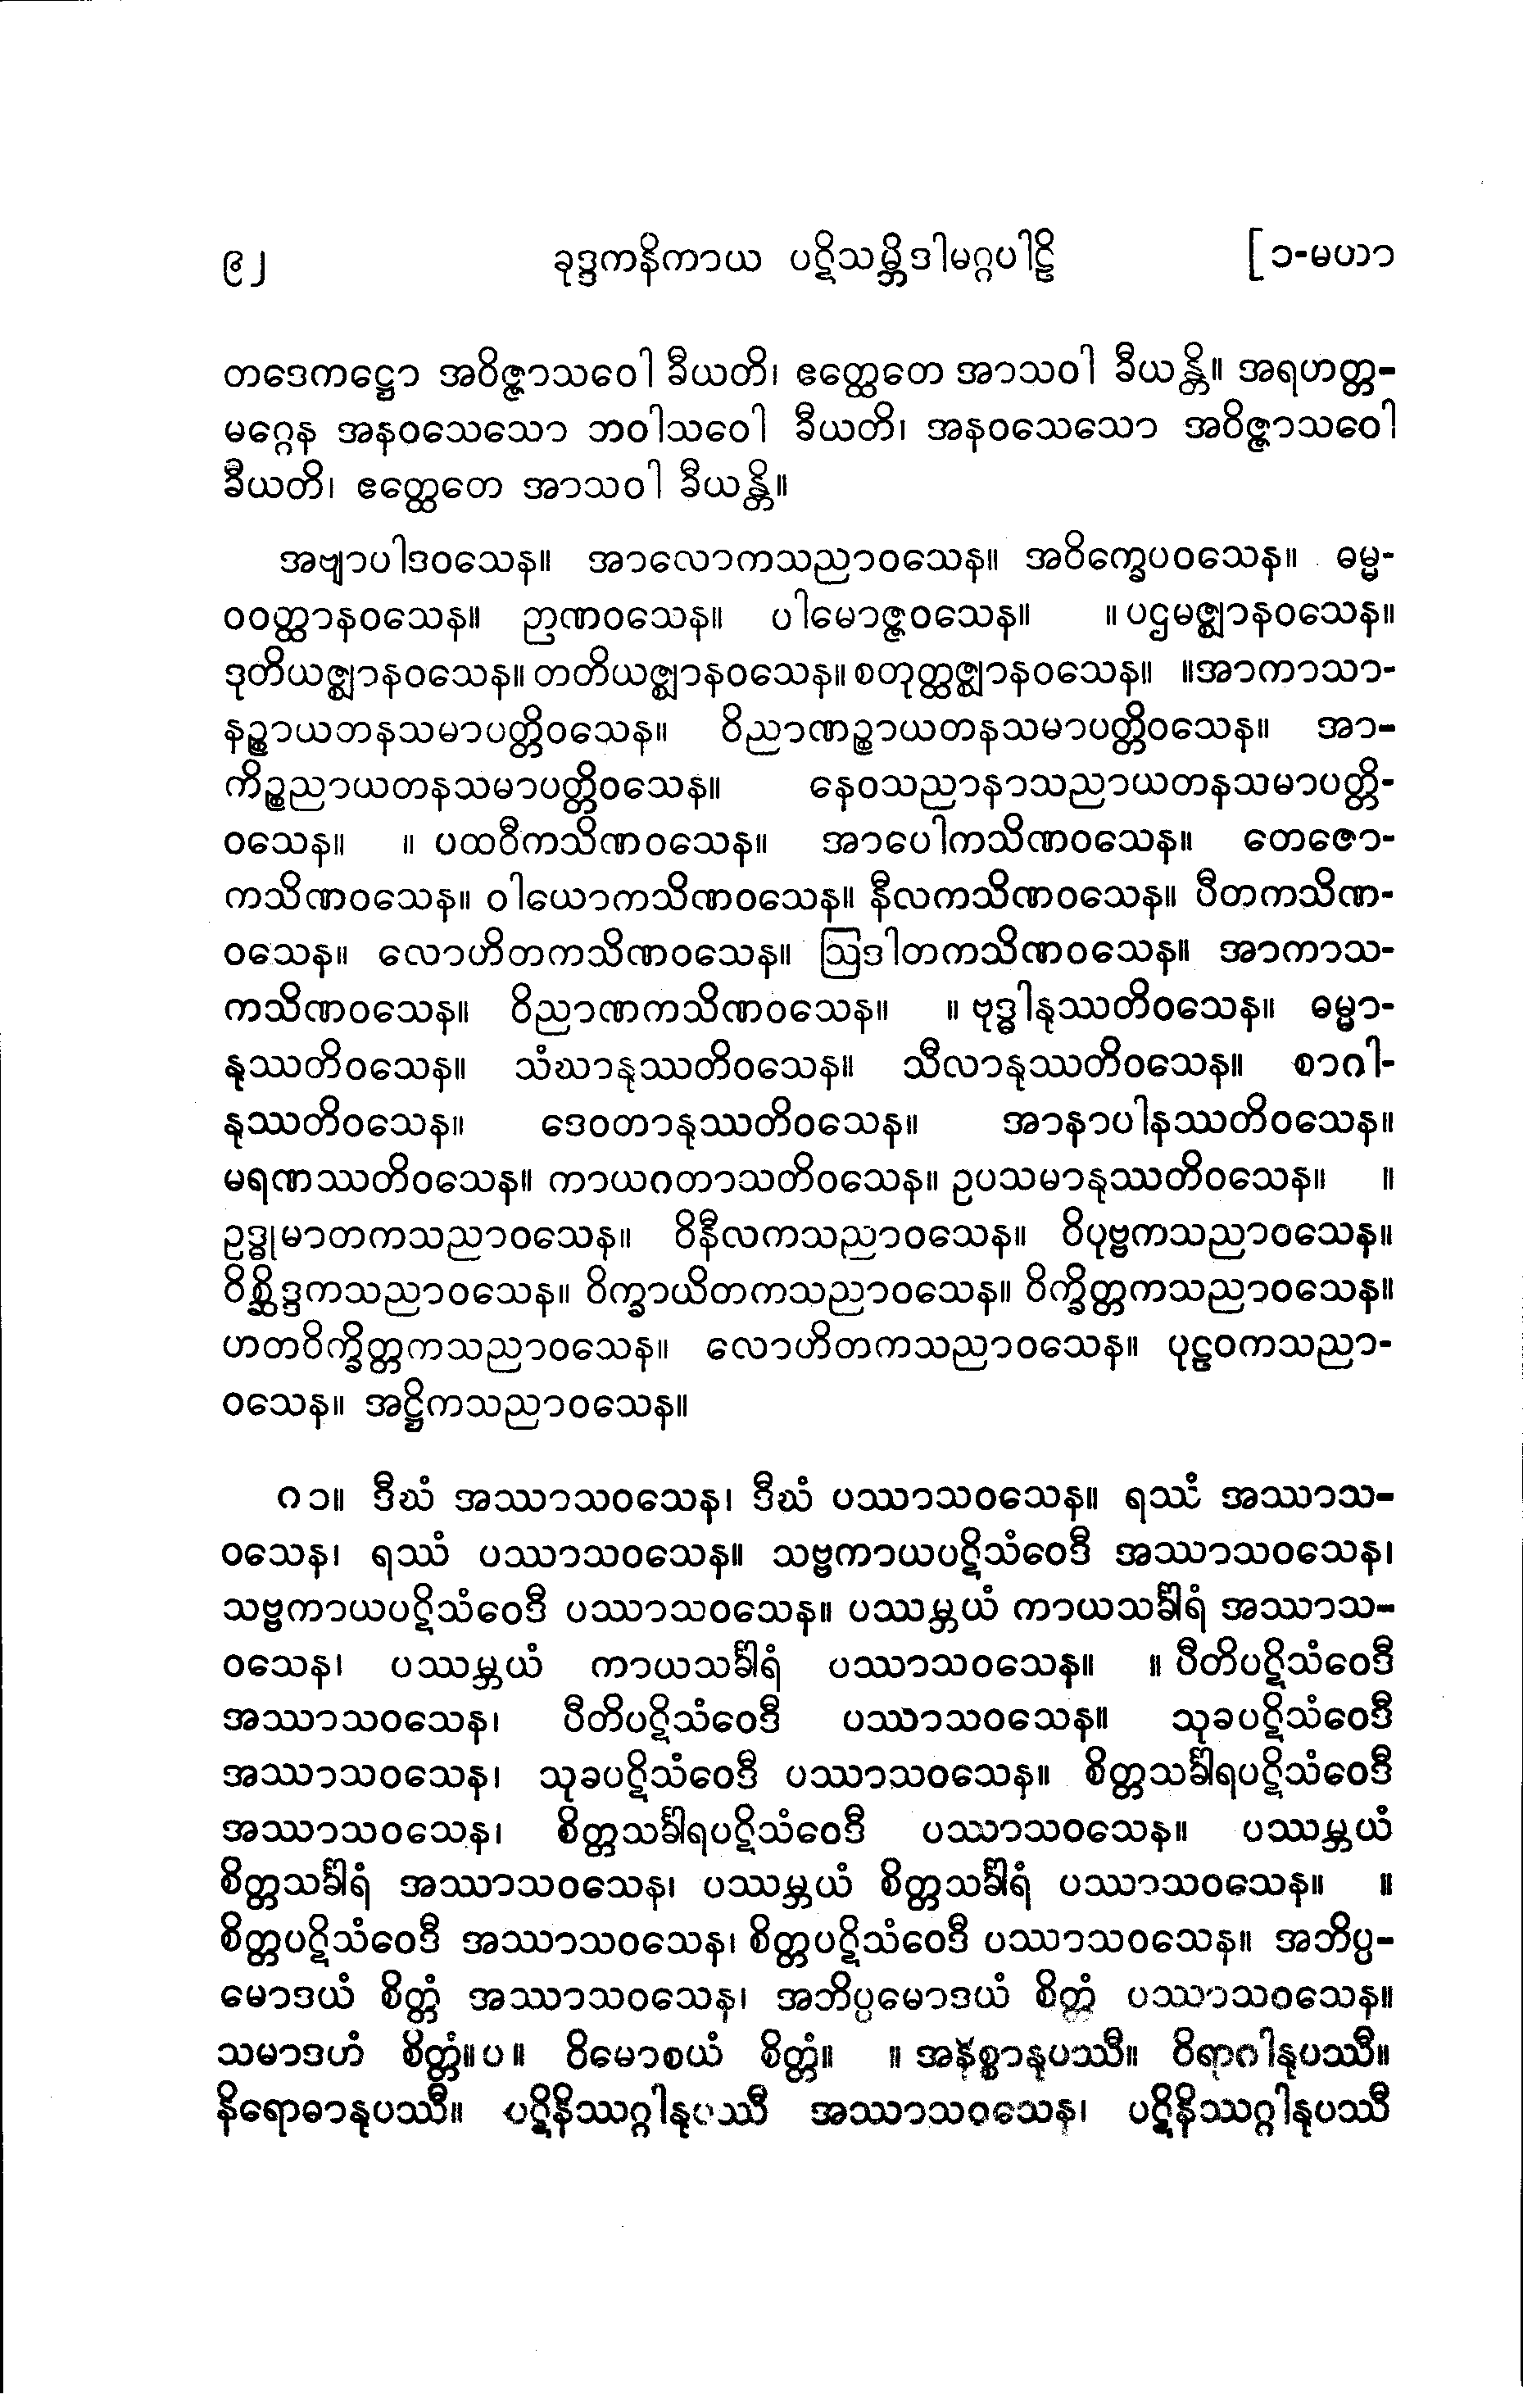 ၉၂ ခုဒ္ဒကနိကာယ ပဋိသမ္ဘိဒါမဂ္ဂပါဠိ [ ၁-မဟာ
တဒေကဋ္ဌော အဝိဇ္ဇာသဝေါ ခီယတိ၊ ဧတ္ထေတေ အာသဝါ ခီယန္တိ။ အရဟတ္တ-
မဂ္ဂေန အနဝသေသော ဘဝါသဝေါ ခီယတိ၊ အနဝသေသော အဝိဇ္ဇာသဝေါ
ခီယတိ၊ ဧတ္ထေတေ အာသဝါ ခီယန္တိ။
အဗျာပါဒဝသေန။ အာလောကသညာဝသေန။ အဝိက္ခေပဝသေန။ ဓမ္မ-
ဝဝတ္ထာနဝသေန။ ဉာဏဝသေန။ ပါမောဇ္ဇဝသေန။ ။ ပဌမဇ္ဈာနဝသေန။
ဒုတိယဇ္ဈာနဝသေန။ တတိယဇ္ဈာနဝသေန။ စတုတ္ထဇ္ဈာနဝသေန။ ။အာကာသာ-
နဉ္စာယတနသမာပတ္တိဝသေန။ ဝိညာဏဉ္စာယတနသမာပတ္တိဝသေန။ အာ-
ကိဉ္စညာယတနသမာပတ္တိဝသေန။ နေဝသညာနာသညာယတနသမာပတ္တိ-
ဝသေန။ ။ ပထဝီကသိဏဝသေန။ အာပေါကသိဏဝသေန။ တေဇော-
ကသိဏဝသေန။ ဝါယောကသိဏဝသေန။ နီလကသိဏဝသေန။ ပီတကသိဏ-
ဝသေန။ လောဟိတကသိဏဝသေန။ ဩဒါတကသိဏဝသေန။ အာကာသ-
ကသိဏဝသေန။ ဝိညာဏကသိဏဝသေန။ ။ ဗုဒ္ဓါနုဿတိဝသေန။ ဓမ္မာ-
နုဿတိဝသေန။ သံဃာနုဿတိဝသေန။ သီလာနုဿတိဝသေန။ စာဂါ-
နုဿတိဝသေန။ ဒေဝတာနုဿတိဝသေန။ အာနာပါနဿတိဝသေန။
မရဏဿတိဝသေန။ ကာယဂတာသတိဝသေန။ ဥပသမာနုဿတိဝသေန။ ။
ဥဒ္ဓုမာတကသညာဝသေန။ ဝိနီလကသညာဝသေန။ ဝိပုဗ္ဗကသညာဝသေန။
ဝိစ္ဆိဒ္ဒကသညာဝသေန။ ဝိက္ခာယိတကသညာဝသေန။ ဝိက္ခိတ္တကသညာဝသေန။
ဟတဝိက္ခိတ္တကသညာဝသေန။ လောဟိတကသညာဝသေန။ ပုဠဝကသညာ-
ဝသေန။ အဋ္ဌိကသညာဝသေန။
ဂ၁။ ဒီဃံ အဿာသဝသေန၊ ဒီဃံ ပဿာသဝသေန။ ရဿံ အဿာသ-
ဝသေန၊ ရဿံ ပဿာသဝသေန။ သဗ္ဗကာယပဋိသံဝေဒီ အဿာသဝသေန၊
သဗ္ဗကာယပဋိသံဝေဒီ ပဿာသဝသေန။ ပဿမ္ဘယံ ကာယသင်္ခါရံ အဿာသ-
ဝသေန၊ ပဿမ္ဘယံ ကာယသင်္ခါရံ ပဿာသဝသေန။ ။ ပီတိပဋိသံဝေဒီ
အဿာသဝသေန၊ ပီတိပဋိသံဝေဒီ ပဿာသဝသေန။ သုခပဋိသံဝေဒီ
အဿာသဝသေန၊ သုခပဋိသံဝေဒီ ပဿာသဝသေန။ စိတ္တသင်္ခါရပဋိသံဝေဒီ
အဿာသဝသေန၊ စိတ္တသင်္ခါရပဋိသံဝေဒီ ပဿာသဝသေန။ ပဿမ္ဘယံ
စိတ္တသင်္ခါရံ အဿာသဝသေန၊ ပဿမ္ဘယံ စိတ္တသင်္ခါရံ ပဿာသဝသေန။ ။
စိတ္တပဋိသံဝေဒီ အဿာသဝသေန၊ စိတ္တပဋိသံဝေဒီ ပဿာသဝသေန။ အဘိပ္ပ-
မောဒယံ စိတ္တံ အဿာသဝသေန၊ အဘိပ္ပမောဒယံ စိတ္တံ ပဿာသဝသေန။
သမာဒဟံ စိတ္တံ။ပ။ ဝိမောစယံ စိတ္တံ။ ။ အနိစ္စာနုပဿီ။ ဝိရာဂါနုပဿီ။
နိရောဓာနုပဿီ။ ပဋိနိဿဂ္ဂါနုပဿီ အဿာသဝသေန၊ ပဋိနိဿဂ္ဂါနုပဿီ